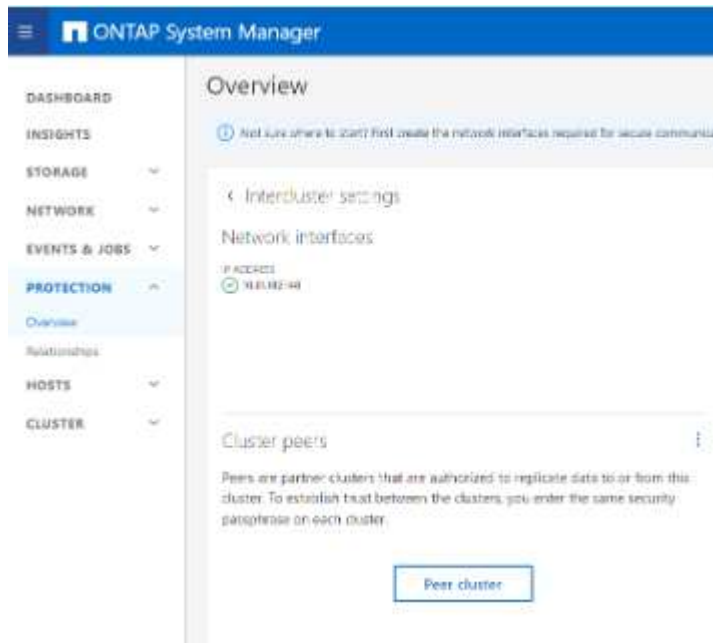 ONTAP System Manager
DASHBOARD
INSIGHTS
STORAGE
NETWORK
EVENTS & JOBS
PROTECTION
Overview
Relationships
HOSTS
CLUSTER
Overview
Not sure where to start? First create the network interfaces required for secure
Intercluster settings
Network interfaces
IP ADDRESS
Cluster peers
Peers are partner clusters that are authorized to replicate data to or from this
cluster. To establish trust between the clusters, you enter the same security
passphrase on each cluster.
Peer cluster